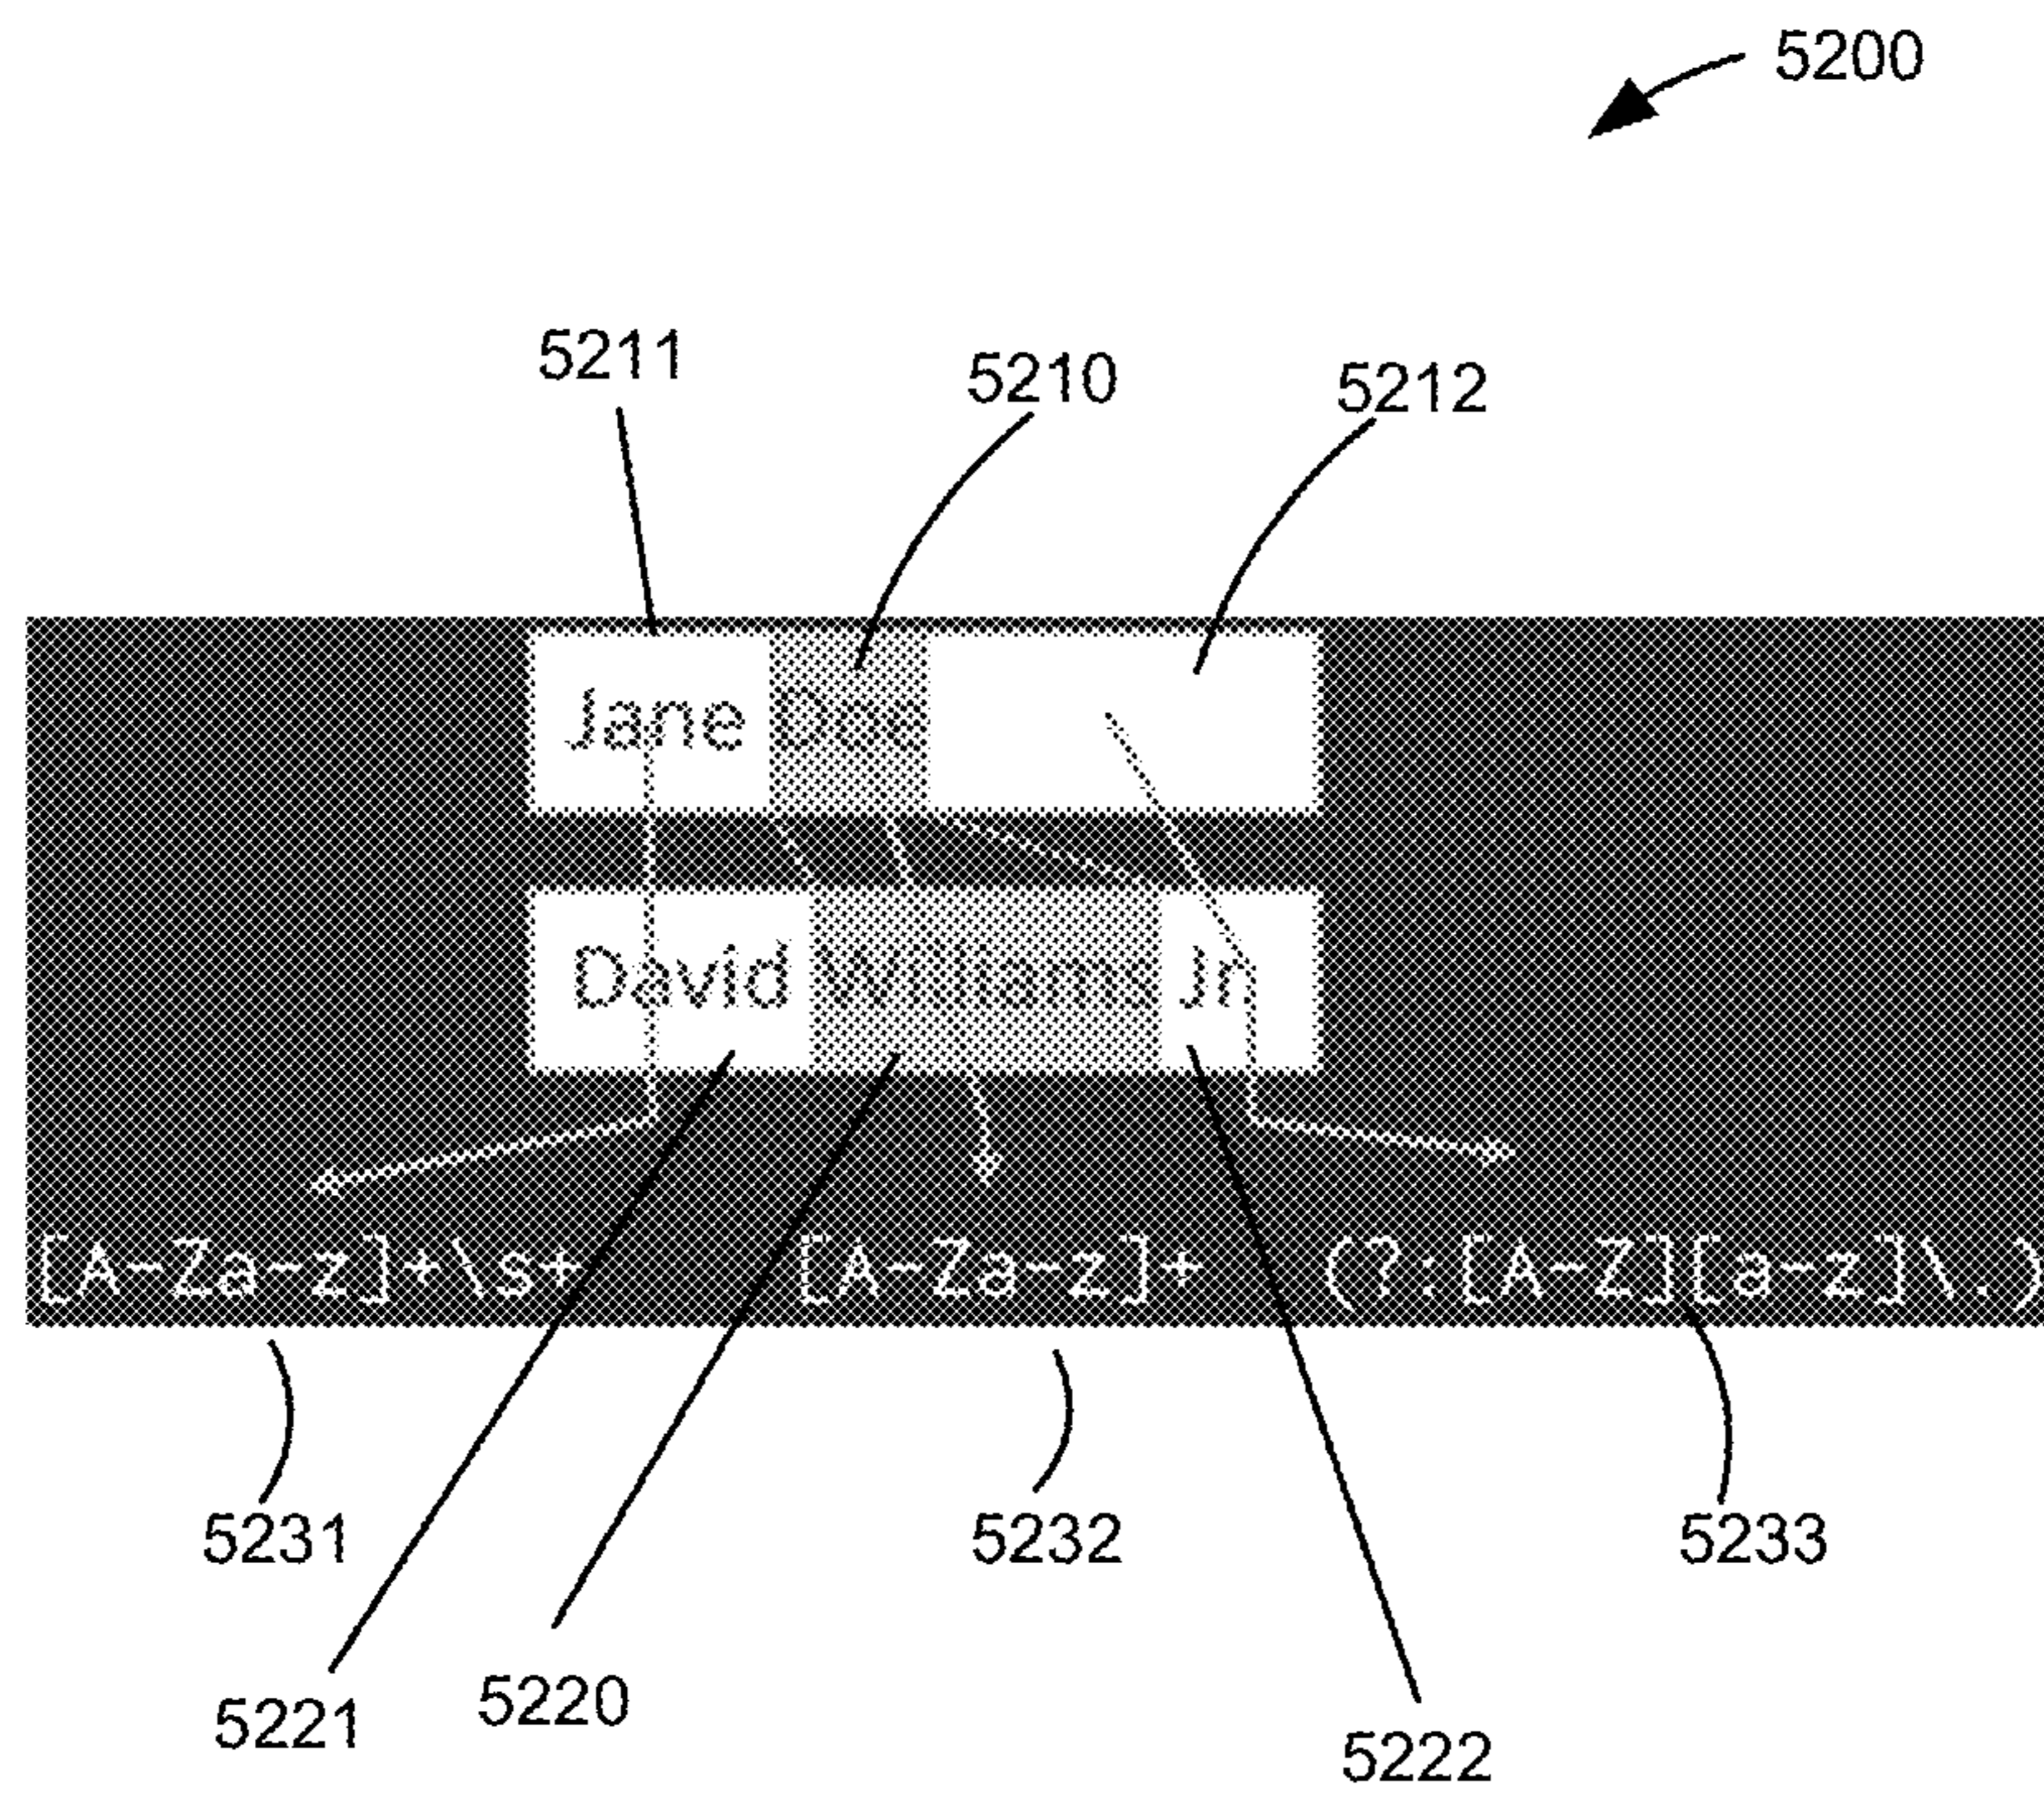 5200
5211 5210 5212
Jane Doe
David Williams Jr
[A-Za-z]+\s+ [A-Za-z]+ (?:[A-Z][a-z]\.)
5231 5232 5233
5221 5220 5222